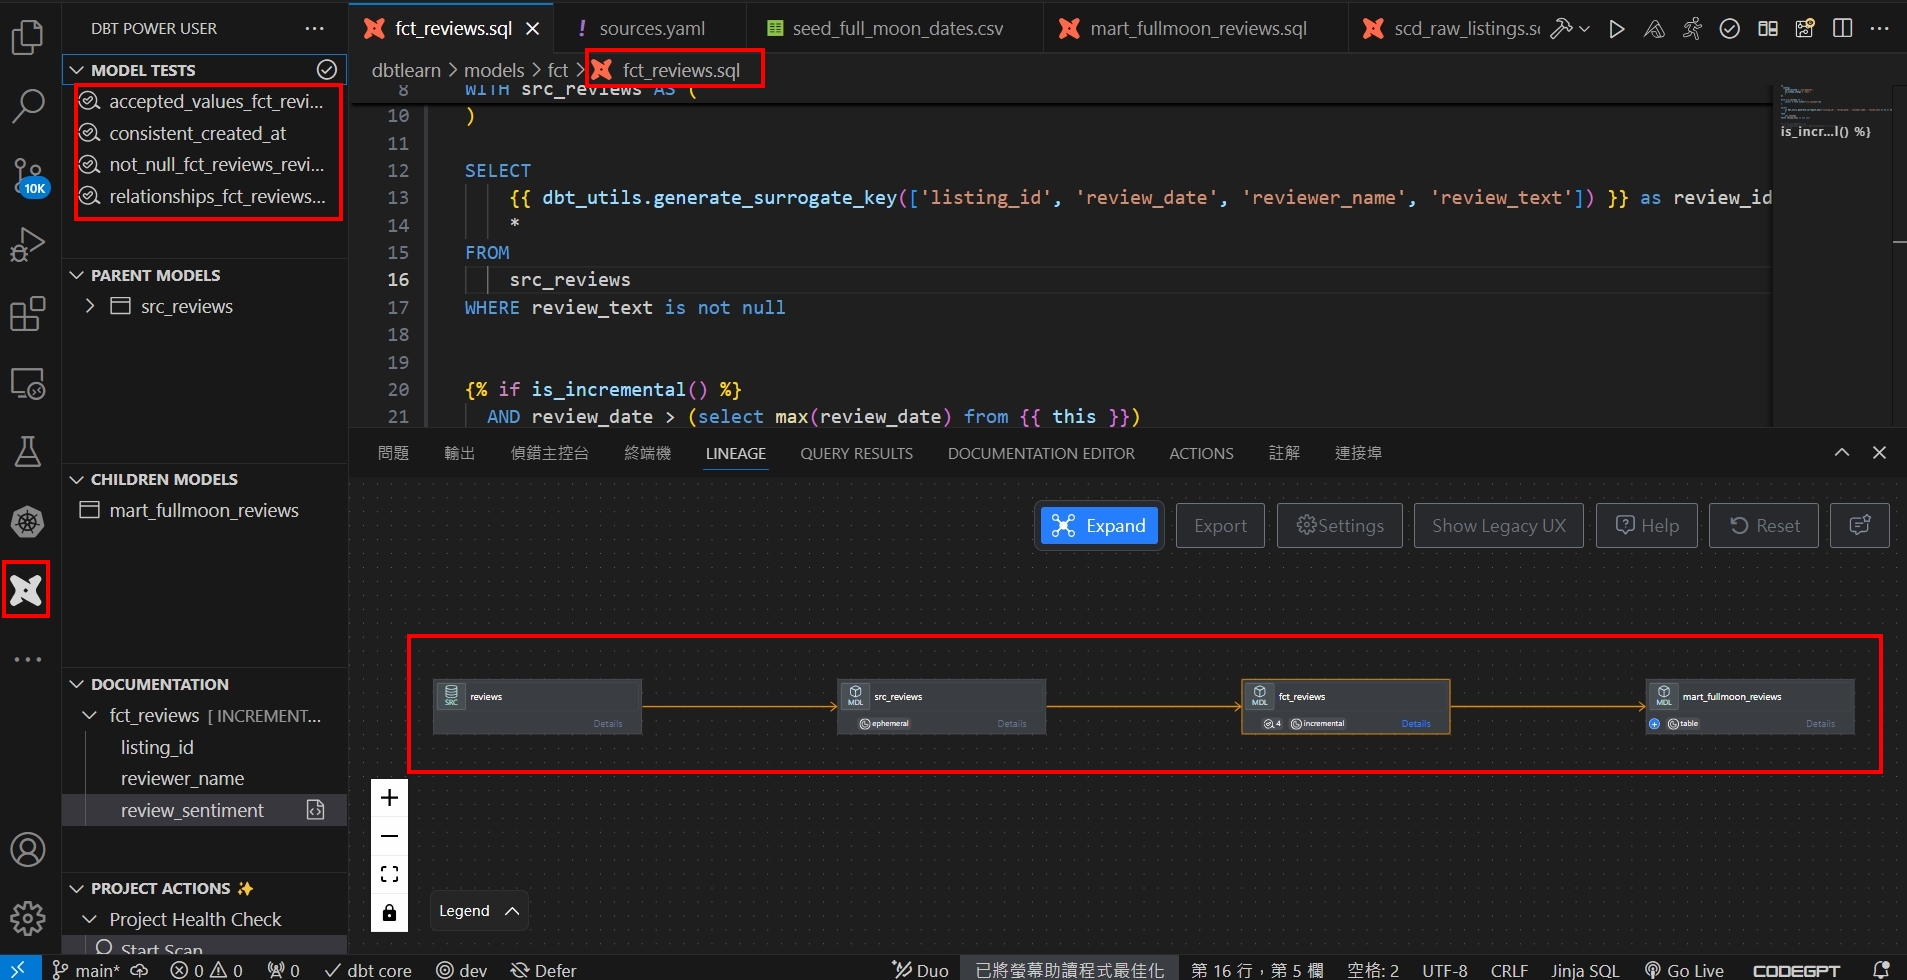 DBT POWER USER
MODEL TESTS
accepted_values_fct_revi...
consistent_created_at
not_null_fct_reviews_revi...
relationships_fct_reviews...
PARENT MODELS
src_reviews
CHILDREN MODELS
mart_fullmoon_reviews
DOCUMENTATION
fct_reviews [ INCREMENT...
listing_id
reviewer_name
review_sentiment
PROJECT ACTIONS ✨
Project Health Check
Start Scan
10K
fct_reviews.sql
! sources.yaml
seed_full_moon_dates.csv
mart_fullmoon_reviews.sql
scd_raw_listings.s
dbtlearn > models > fct > fct_reviews.sql
8 WITH src_reviews AS (
10 )
11
12 SELECT
13 {{ dbt_utils.generate_surrogate_key(['listing_id', 'review_date', 'reviewer_name', 'review_text']) }} as review_id
14 *
15 FROM
16 src_reviews
17 WHERE review_text is not null
18
19
20 {% if is_incremental() %}
21 AND review_date > (select max(review_date) from {{ this }})
is_incr...l() %}
問題 輸出 偵錯主控台 終端機 LINEAGE QUERY RESULTS DOCUMENTATION EDITOR ACTIONS 註解 連接埠
Expand Export Settings Show Legacy UX Help Reset
SRC reviews
Details
MDL src_reviews
ephemeral Details
MDL fct_reviews
4 incremental Details
MDL mart_fullmoon_reviews
table Details
+
−
Legend
main* 0 0 0 dbt core dev Defer Duo 已將螢幕助讀程式最佳化 第 16 行，第 5 欄 空格: 2 UTF-8 CRLF Jinja SQL Go Live CODEGPT